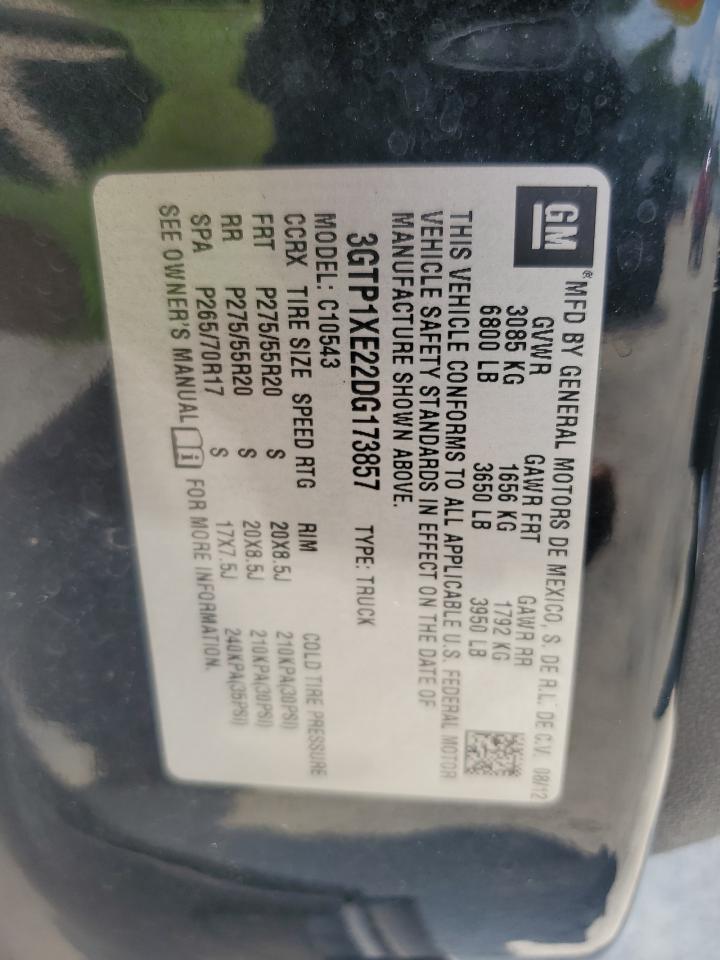 GM
® MFD BY GENERAL MOTORS DE MEXICO, S. DE R.L. DE C.V. 08/12
GVWR GAWR FRT GAWR RR
3085 KG 1656 KG 1792 KG
6800 LB 3650 LB 3950 LB
THIS VEHICLE CONFORMS TO ALL APPLICABLE U.S. FEDERAL MOTOR
VEHICLE SAFETY STANDARDS IN EFFECT ON THE DATE OF
MANUFACTURE SHOWN ABOVE.
3GTP1XE22DG173857 TYPE: TRUCK
MODEL: C10543
CCRX TIRE SIZE SPEED RTG RIM COLD TIRE PRESSURE
FRT P275/55R20 S 20X8.5J 210KPA(30PSI)
RR P275/55R20 S 20X8.5J 210KPA(30PSI)
SPA P265/70R17 S 17X7.5J 240KPA(35PSI)
SEE OWNER'S MANUAL i FOR MORE INFORMATION.